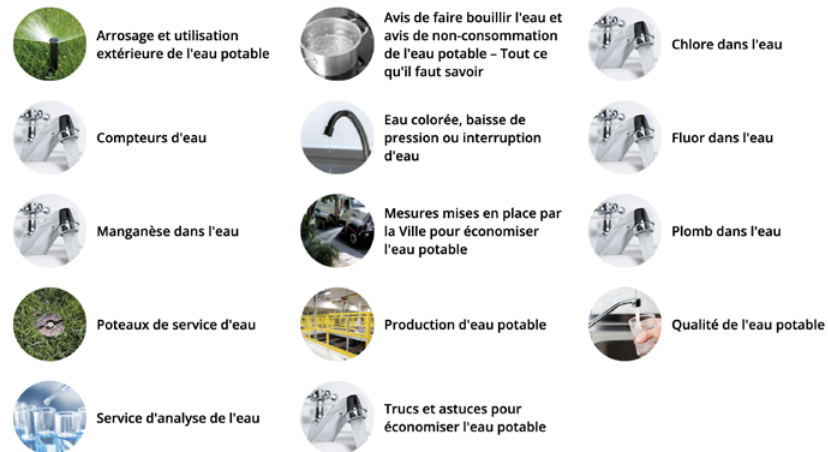 Arrosage et utilisation
extérieure de l'eau potable
Avis de faire bouillir l'eau et
avis de non-consommation
de l'eau potable – Tout ce
qu'il faut savoir
Chlore dans l'eau
Compteurs d'eau
Eau colorée, baisse de
pression ou interruption
d'eau
Fluor dans l'eau
Manganèse dans l'eau
Mesures mises en place par
la Ville pour économiser
l'eau potable
Plomb dans l'eau
Poteaux de service d'eau
Production d'eau potable
Qualité de l'eau potable
Service d'analyse de l'eau
Trucs et astuces pour
économiser l'eau potable